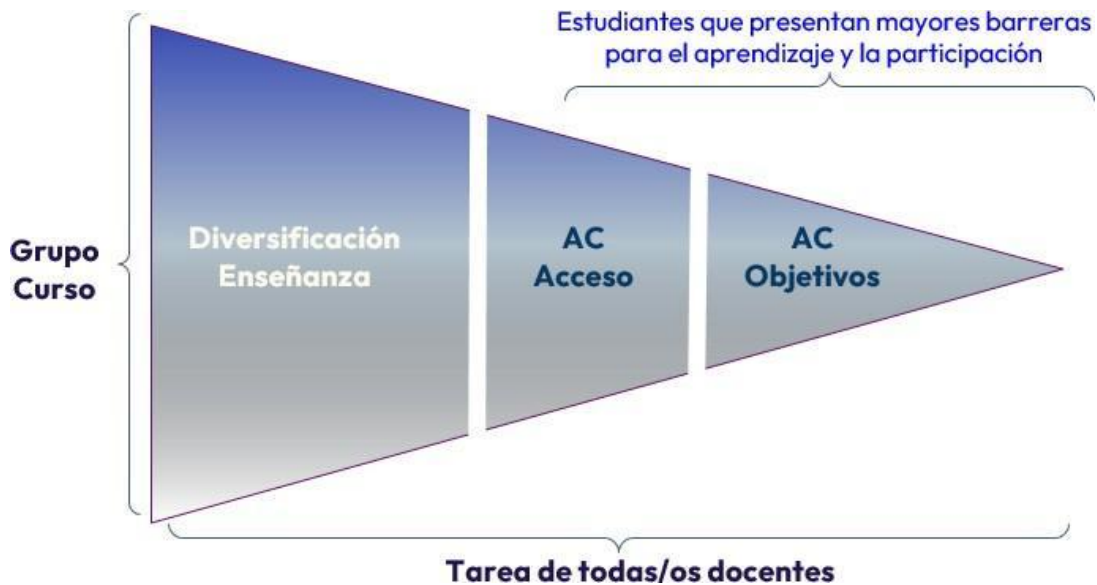 Estudiantes que presentan mayores barreras
para el aprendizaje y la participación
Grupo
Curso
Diversificación
Enseñanza
AC
Acceso
AC
Objetivos
Tarea de todas/os docentes